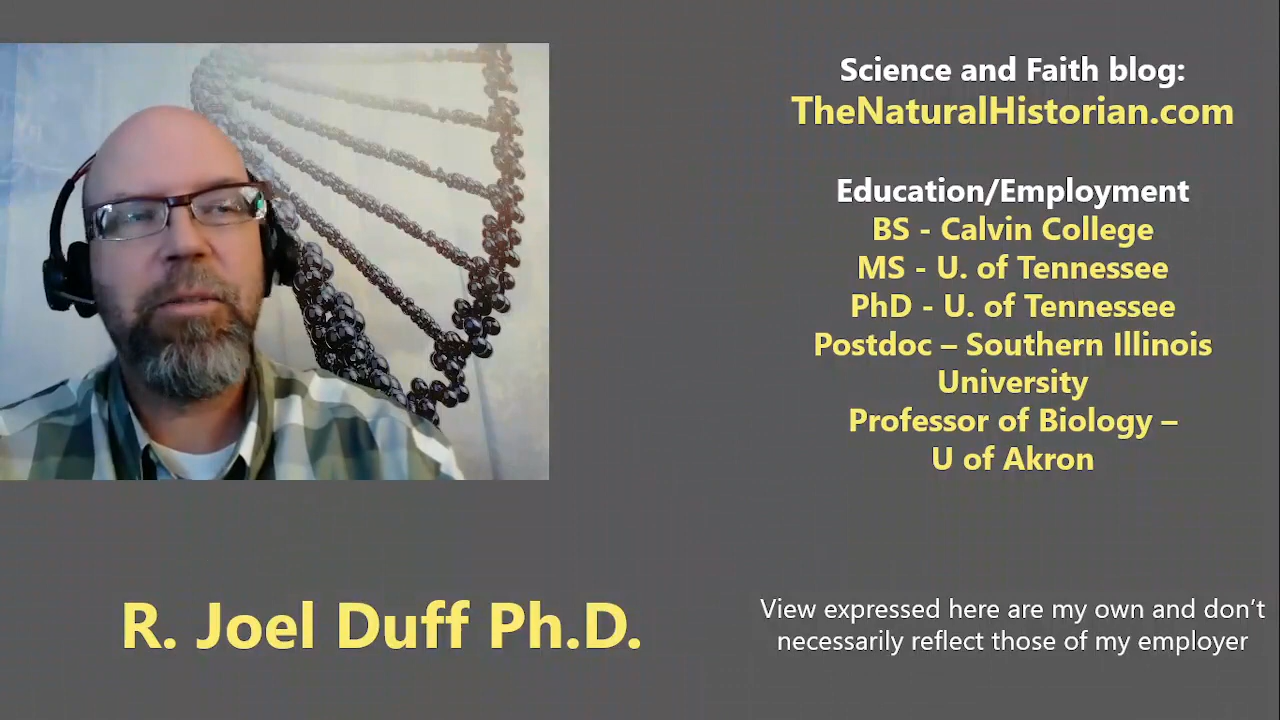 Science and Faith blog:
TheNaturalHistorian.com
Education/Employment
BS - Calvin College
MS - U. of Tennessee
PhD - U. of Tennessee
Postdoc – Southern Illinois
University
Professor of Biology –
U of Akron
R. Joel Duff Ph.D.
View expressed here are my own and don’t
necessarily reflect those of my employer